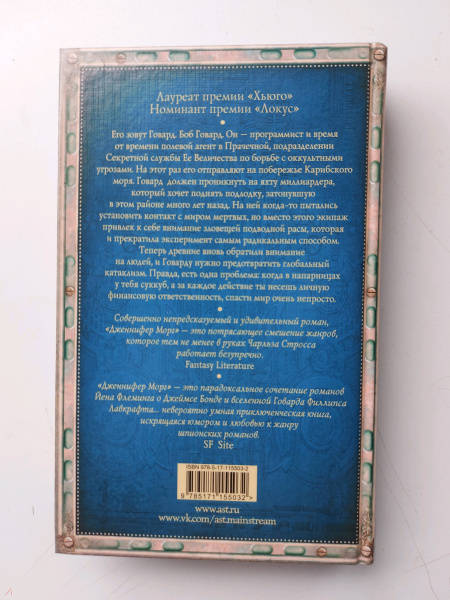 Лауреат премии «Хьюго»
Номинант премии «Локус»
Его зовут Говард. Боб Говард. Он — программист и время
от времени полевой агент в Прачечной, подразделении
Секретной службы Ее Величества по борьбе с оккультными
угрозами. На этот раз его отправляют на побережье Карибского
моря. Говард должен проникнуть на яхту миллиардера,
который хочет поднять подлодку, затонувшую
в этом районе много лет назад. На ней когда-то пытались
установить контакт с миром мертвых, но вместо этого экипаж
привлек к себе внимание зловещей подводной расы, которая
и прекратила эксперимент самым радикальным способом.
Теперь древние вновь обратили внимание
на людей, и Говарду нужно предотвратить глобальный
катаклизм. Правда, есть одна проблема: когда в напарницах
у тебя суккуб, а за каждое действие ты несешь личную
финансовую ответственность, спасти мир очень непросто.
Совершенно непредсказуемый и удивительный роман,
«Дженнифер Морг» — это потрясающее смешение жанров,
которое тем не менее в руках Чарльза Стросса
работает безупречно.
Fantasy Literature
«Дженнифер Морг» — это парадоксальное сочетание романов
Йена Флеминга о Джеймсе Бонде и вселенной Говарда Филлипса
Лавкрафта... невероятно умная приключенческая книга,
искрящаяся юмором и любовью к жанру
шпионских романов.
SF Site
ISBN 978-5-17-115503-2
9 785171 155032 >
www.ast.ru
www.vk.com/ast.mainstream